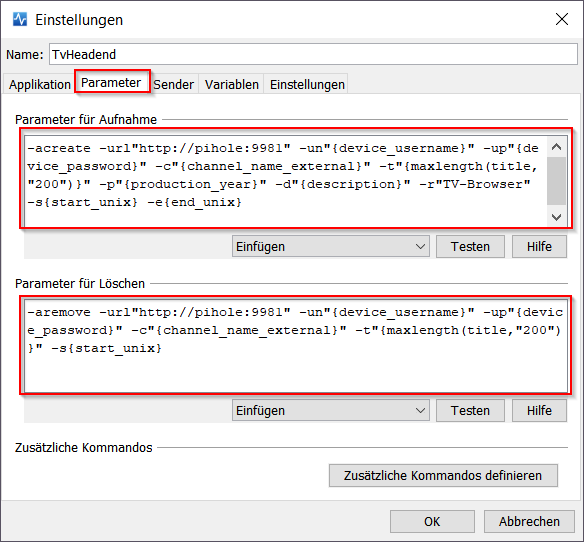 Einstellungen
Name: TvHeadend
Applikation Parameter Sender Variablen Einstellungen
Parameter für Aufnahme
-acreate -url"http://pihole:9981" -un"{device_username}" -up"{de
vice_password}" -c"{channel_name_external}" -t"{maxlength(title,
"200")}" -p"{production_year}" -d"{description}" -r"TV-Browser"
-s{start_unix} -e{end_unix}
Einfügen Testen Hilfe
Parameter für Löschen
-aremove -url"http://pihole:9981" -un"{device_username}" -up"{devic
e_password}" -c"{channel_name_external}" -t"{maxlength(title,"200")
}" -s{start_unix}
Einfügen Testen Hilfe
Zusätzliche Kommandos
Zusätzliche Kommandos definieren
OK Abbrechen